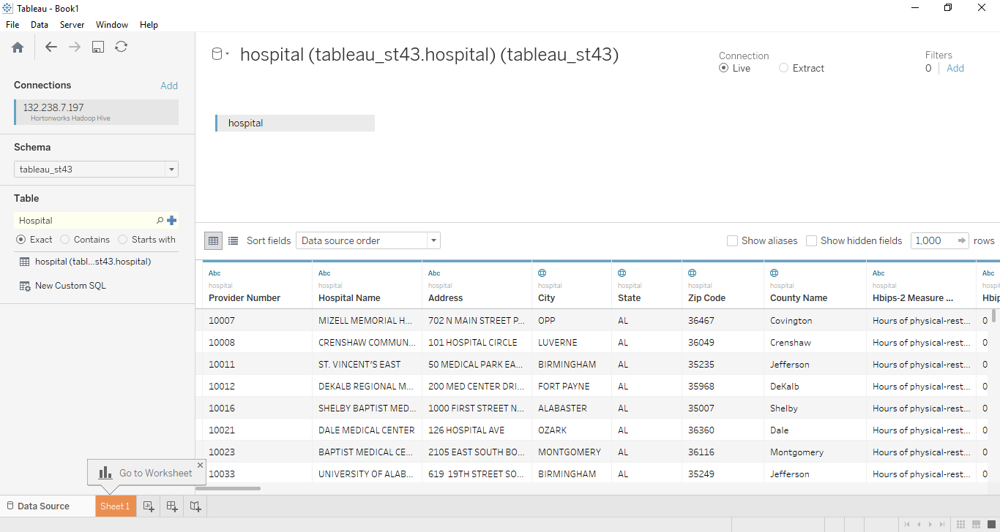 Tableau - Book1
File Data Server Window Help
Connections Add
132.238.7.197
Hortonworks Hadoop Hive
Schema
tableau_st43
Table
Hospital
Exact Contains Starts with
hospital (tabl...st43.hospital)
New Custom SQL
hospital (tableau_st43.hospital) (tableau_st43)
Connection
Live Extract
Filters
0 Add
hospital
Sort fields Data source order Show aliases Show hidden fields 1,000 rows
Abc Abc Abc Abc Abc
hospital hospital hospital hospital hospital hospital hospital hospital hospital
Provider Number Hospital Name Address City State Zip Code County Name Hbips-2 Measure ... Hbip
10007 MIZELL MEMORIAL H... 702 N MAIN STREET P... OPP AL 36467 Covington Hours of physical-rest... 0
10008 CRENSHAW COMMUN... 101 HOSPITAL CIRCLE LUVERNE AL 36049 Crenshaw Hours of physical-rest... 0
10011 ST. VINCENT'S EAST 50 MEDICAL PARK EA... BIRMINGHAM AL 35235 Jefferson Hours of physical-rest... 0
10012 DEKALB REGIONAL M... 200 MED CENTER DRI... FORT PAYNE AL 35968 DeKalb Hours of physical-rest... 0
10016 SHELBY BAPTIST MED... 1000 FIRST STREET N... ALABASTER AL 35007 Shelby Hours of physical-rest... 0
10021 DALE MEDICAL CENTER 126 HOSPITAL AVE OZARK AL 36360 Dale Hours of physical-rest... 0
10023 BAPTIST MEDICAL CE... 2105 EAST SOUTH BO... MONTGOMERY AL 36116 Montgomery Hours of physical-rest... 0
10033 UNIVERSITY OF ALAB... 619 19TH STREET SO... BIRMINGHAM AL 35249 Jefferson Hours of physical-rest... 0
Go to Worksheet
Data Source Sheet 1